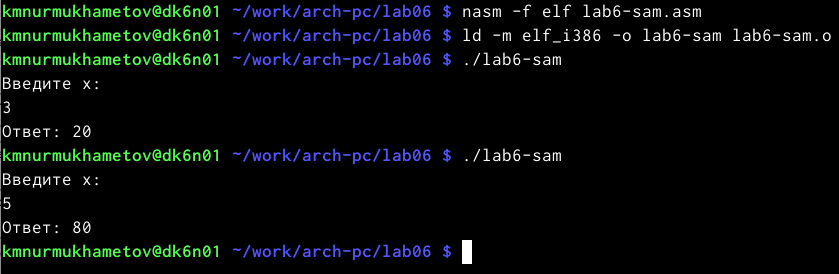 kmnurmukhametov@dk6n01 ~/work/arch-pc/lab06 $ nasm -f elf lab6-sam.asm
kmnurmukhametov@dk6n01 ~/work/arch-pc/lab06 $ ld -m elf_i386 -o lab6-sam lab6-sam.o
kmnurmukhametov@dk6n01 ~/work/arch-pc/lab06 $ ./lab6-sam
Введите x:
3
Ответ: 20
kmnurmukhametov@dk6n01 ~/work/arch-pc/lab06 $ ./lab6-sam
Введите x:
5
Ответ: 80
kmnurmukhametov@dk6n01 ~/work/arch-pc/lab06 $